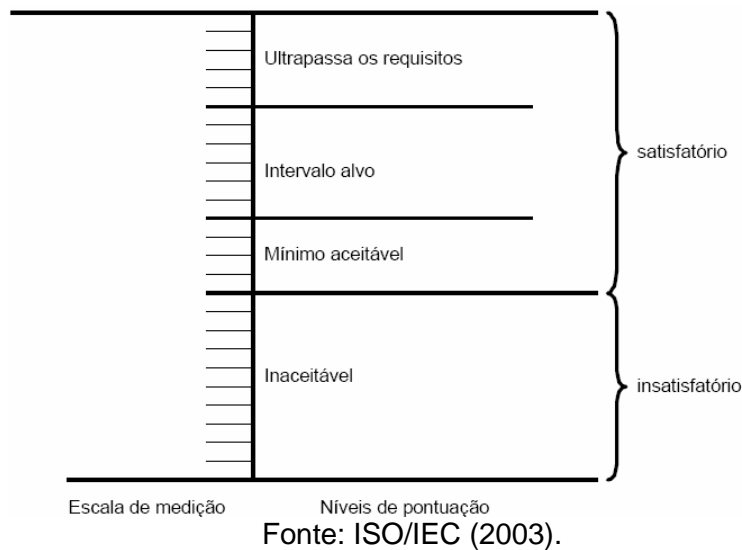 Ultrapassa os requisitos
satisfatório
Intervalo alvo
Mínimo aceitável
Inaceitável
insatisfatório
Escala de medição Níveis de pontuação
Fonte: ISO/IEC (2003).